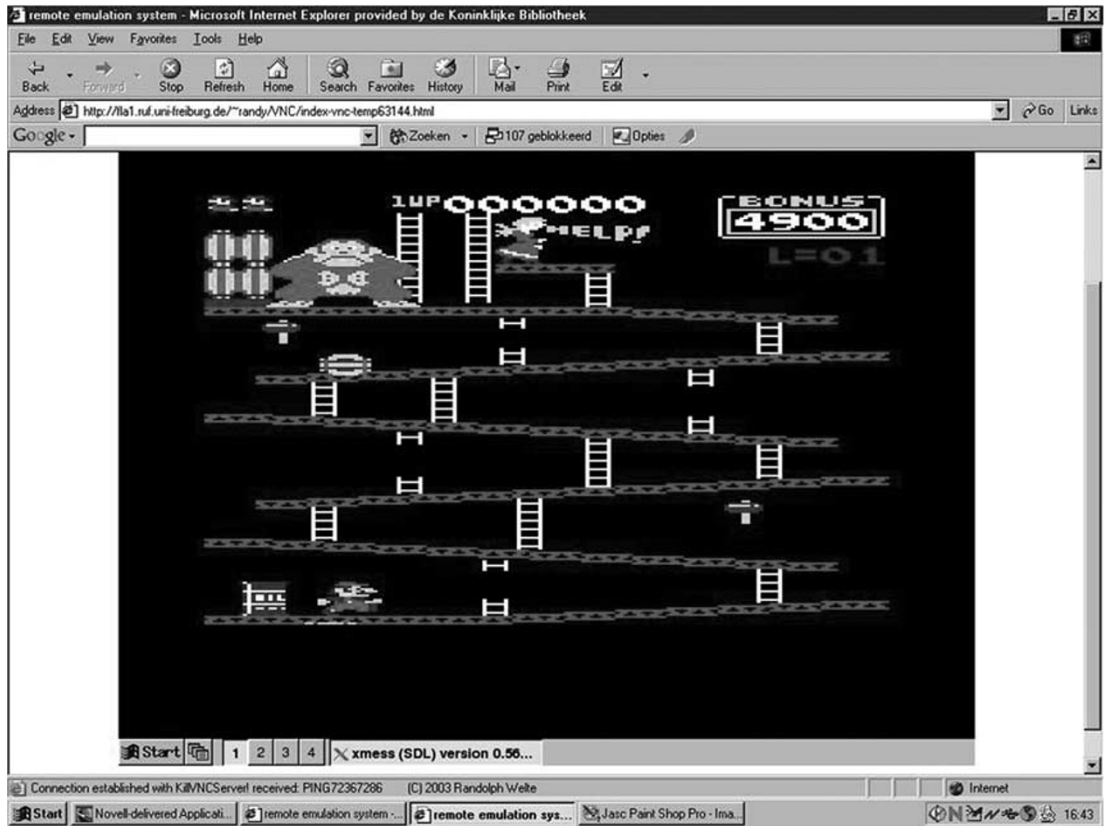 remote emulation system - Microsoft Internet Explorer provided by de Koninklijke Bibliotheek
File Edit View Favorites Tools Help
Back Forward Stop Refresh Home Search Favorites History Mail Print Edit
Address http://lla1.ruf.uni-freiburg.de/~randy/VNC/index-vnc-temp63144.html Go Links
Google Zoeken 107 geblokkeerd Opties
1UP 000000 BONUS
HELP! 4900
L=01
Start 1 2 3 4 xmess (SDL) version 0.56...
Connection established with KillVNCServer! received: PING72367286 (C) 2003 Randolph Welte Internet
Start Novell-delivered Applicati... remote emulation system -... remote emulation sys... Jasc Paint Shop Pro - Ima... N 16:43